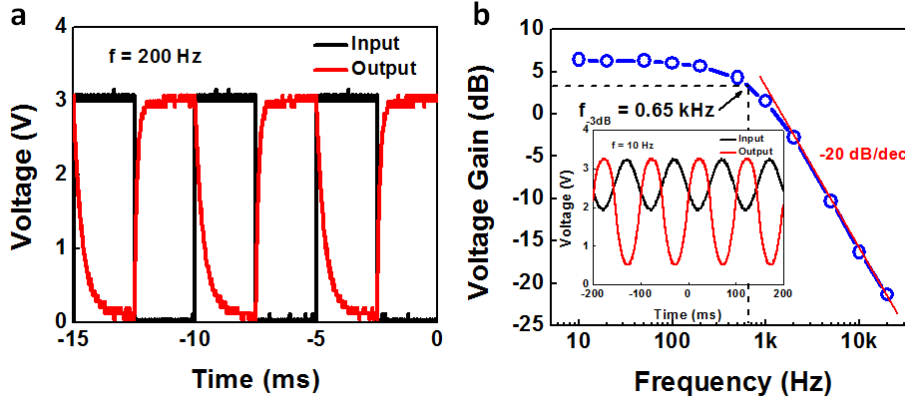 a
4
3
2
1
0
Voltage (V)
f = 200 Hz
Input
Output
-15
-10
-5
0
Time (ms)
b
10
5
0
-5
-10
-15
-20
-25
Voltage Gain (dB)
f-3dB = 0.65 kHz
-20 dB/dec
4
3
2
1
0
Voltage (V)
f = 10 Hz
Input
Output
-200
-100
0
100
200
Time (ms)
10
100
1k
10k
Frequency (Hz)